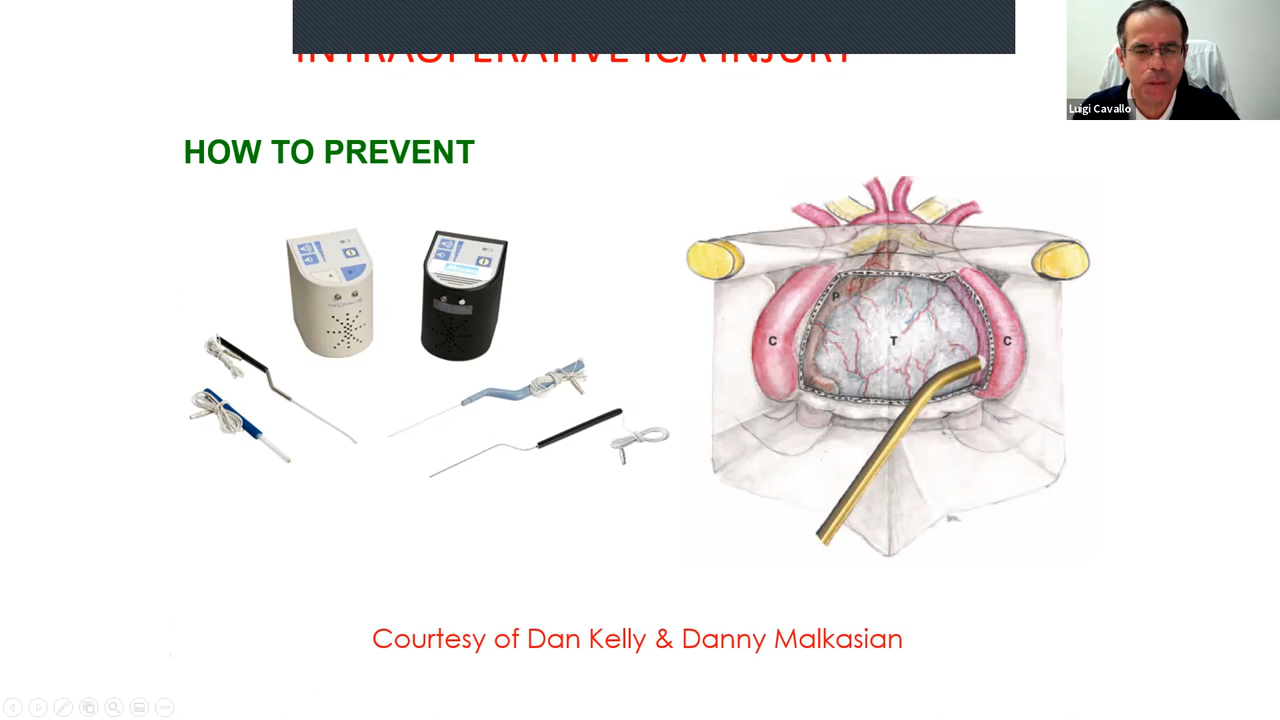 INTRAOPERATIVE ICA INJURY
Luigi Cavallo
HOW TO PREVENT
P
C
T
C
Courtesy of Dan Kelly & Danny Malkasian